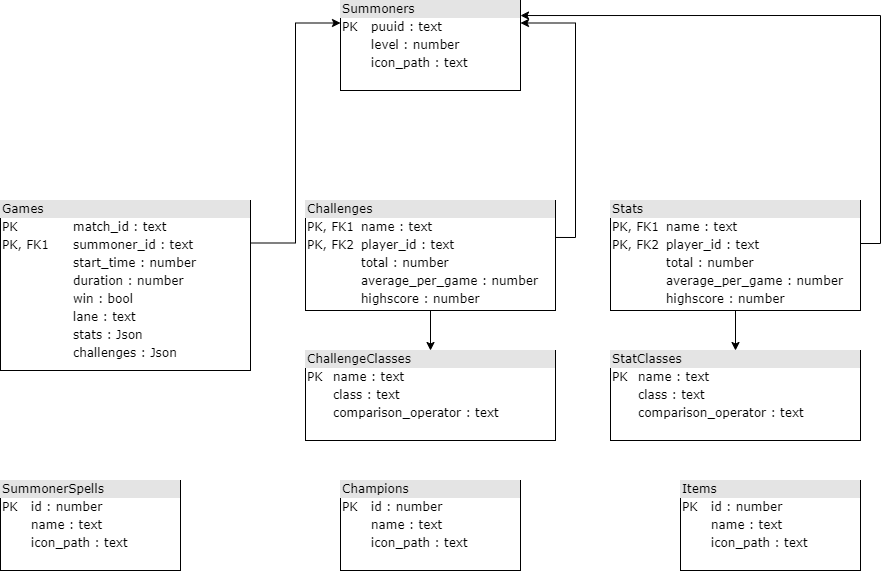 Summoners
PK puuid : text
level : number
icon_path : text
Games
PK match_id : text
PK, FK1 summoner_id : text
start_time : number
duration : number
win : bool
lane : text
stats : Json
challenges : Json
Challenges
PK, FK1 name : text
PK, FK2 player_id : text
total : number
average_per_game : number
highscore : number
Stats
PK, FK1 name : text
PK, FK2 player_id : text
total : number
average_per_game : number
highscore : number
ChallengeClasses
PK name : text
class : text
comparison_operator : text
StatClasses
PK name : text
class : text
comparison_operator : text
SummonerSpells
PK id : number
name : text
icon_path : text
Champions
PK id : number
name : text
icon_path : text
Items
PK id : number
name : text
icon_path : text